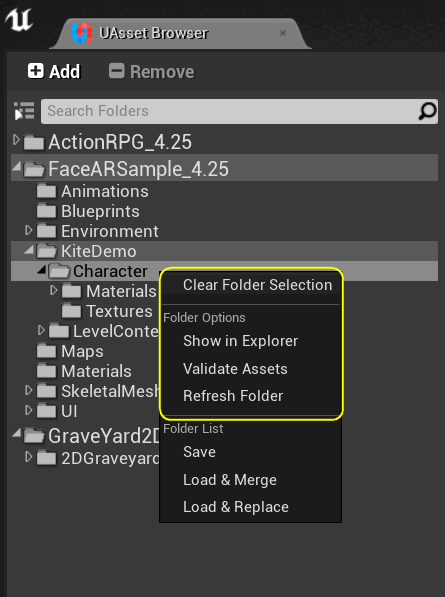 UAsset Browser
Add
Remove
Search Folders
ActionRPG_4.25
FaceARSample_4.25
Animations
Blueprints
Environment
KiteDemo
Character
Materials
Textures
LevelConte
Maps
Materials
SkeletalMesh
UI
GraveYard2D
2DGraveyard
Clear Folder Selection
Folder Options
Show in Explorer
Validate Assets
Refresh Folder
Folder List
Save
Load & Merge
Load & Replace